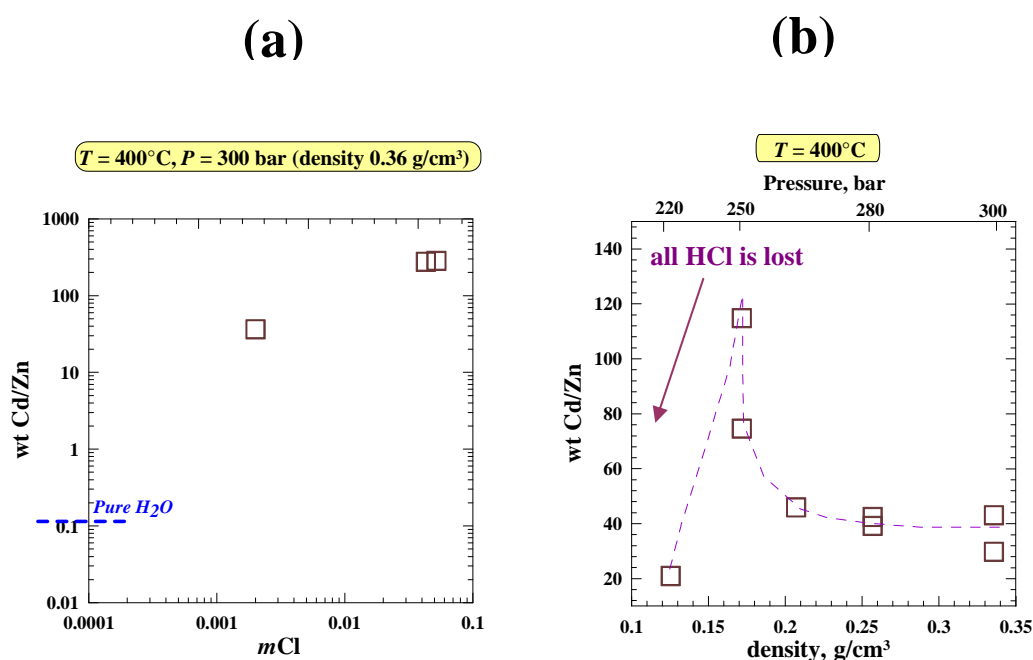 (a)
T = 400°C, P = 300 bar (density 0.36 g/cm³)
1000
100
10
1
0.1
0.01
wt Cd/Zn
Pure H₂O
0.0001
0.001
0.01
0.1
mCl
(b)
T = 400°C
Pressure, bar
220
250
280
300
140
120
100
80
60
40
20
wt Cd/Zn
all HCl is lost
0.1
0.15
0.2
0.25
0.3
0.35
density, g/cm³